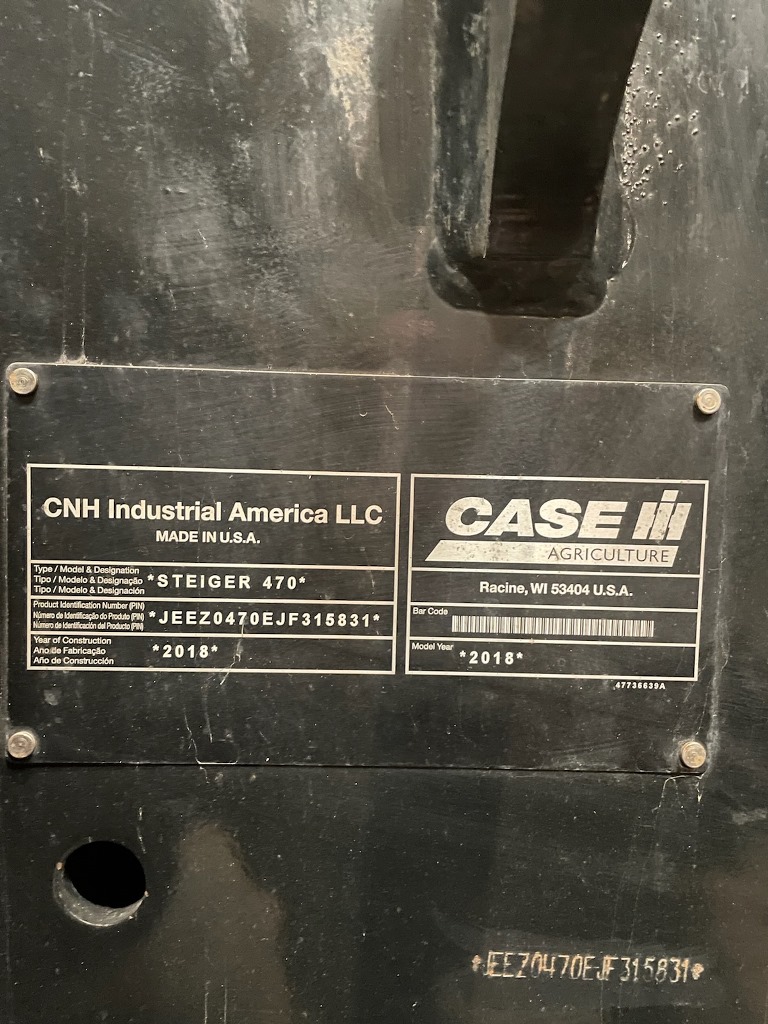 CNH Industrial America LLC
MADE IN U.S.A.
Type / Model & Designation
Tipo / Modelo & Designação
Tipo / Modelo & Designación
*STEIGER 470*
Product Identification Number (PIN)
Número de Identificação do Produto (PIN)
Número de Identificación del Producto (PIN)
*JEEZ0470EJF315831*
Year of Construction
Ano de Fabricação
Año de Construcción
*2018*
CASE IH
AGRICULTURE
Racine, WI 53404 U.S.A.
Bar Code
Model Year
*2018*
47736639A
*JEEZ0470EJF315831*